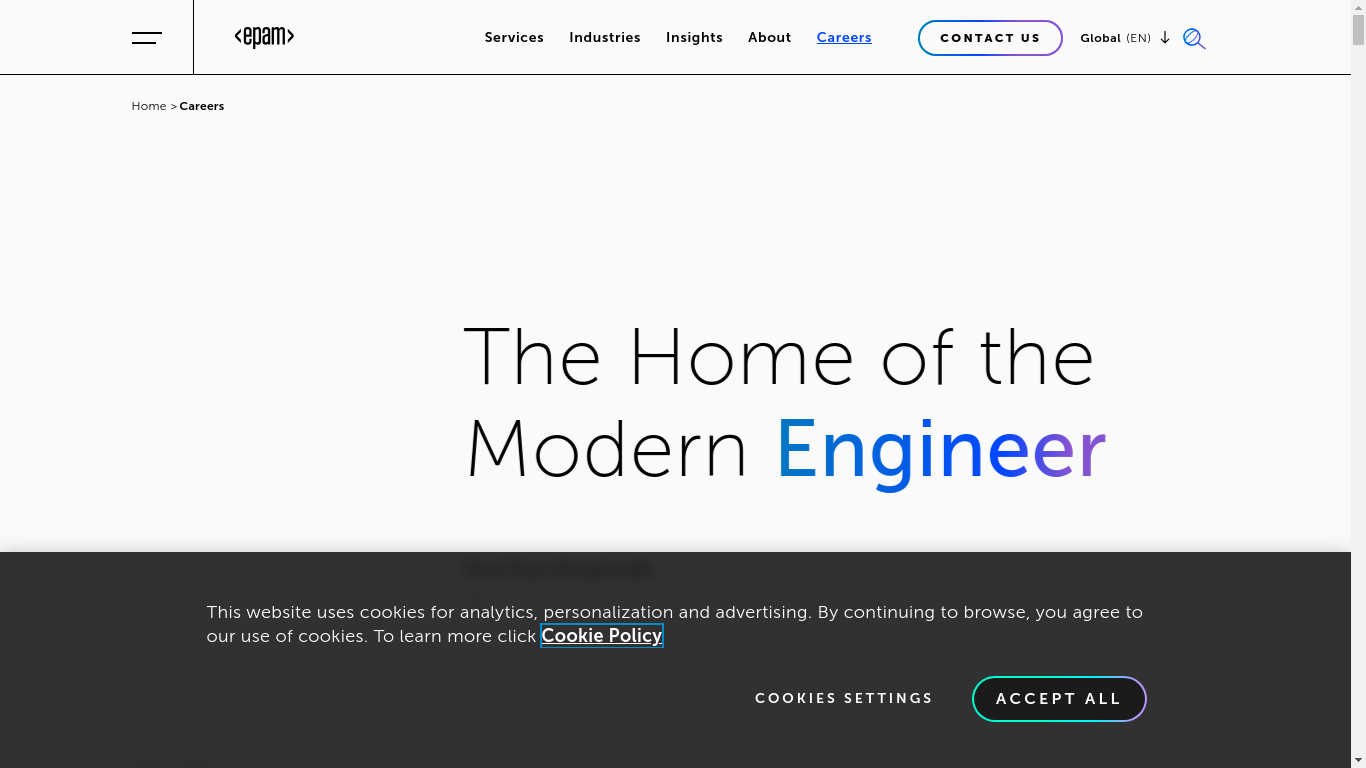 <epam>
Services Industries Insights About Careers CONTACT US Global (EN)
Home > Careers
The Home of the
Modern Engineer
This website uses cookies for analytics, personalization and advertising. By continuing to browse, you agree to
our use of cookies. To learn more click Cookie Policy
COOKIES SETTINGS ACCEPT ALL